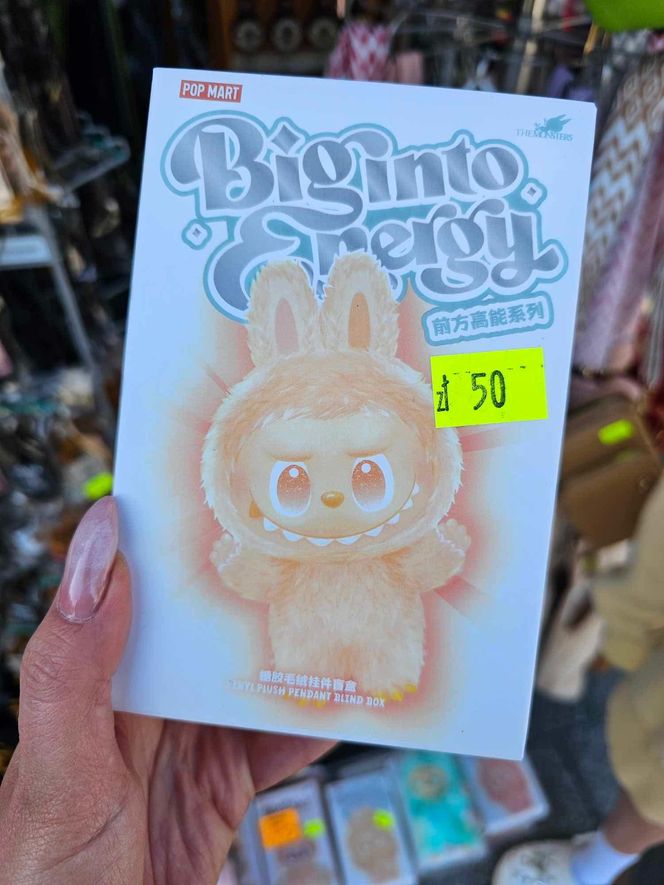 POP MART
THE MONSTERS
Big into
Energy
前方高能系列
zł 50
搪胶毛绒挂件盲盒
VINYL PLUSH PENDANT BLIND BOX